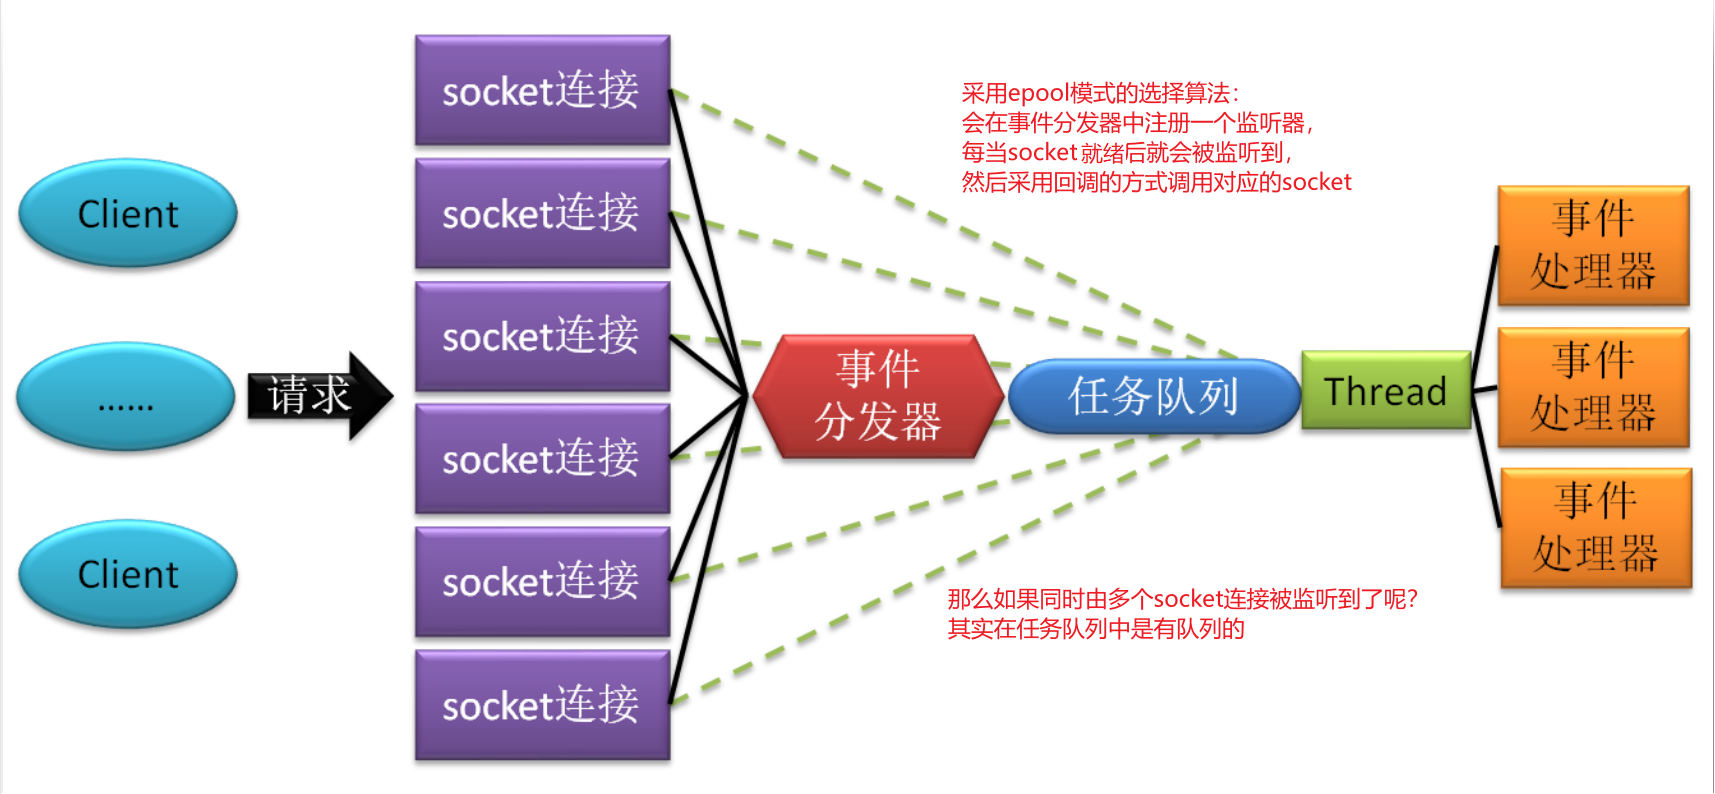 Client
......
Client
请求
socket连接
socket连接
socket连接
socket连接
socket连接
socket连接
采用epool模式的选择算法：
会在事件分发器中注册一个监听器，
每当socket 就绪后就会被监听到，
然后采用回调的方式调用对应的socket
事件
分发器
任务队列
Thread
事件
处理器
事件
处理器
事件
处理器
那么如果同时由多个socket连接被监听到了呢？
其实在任务队列中是有队列的